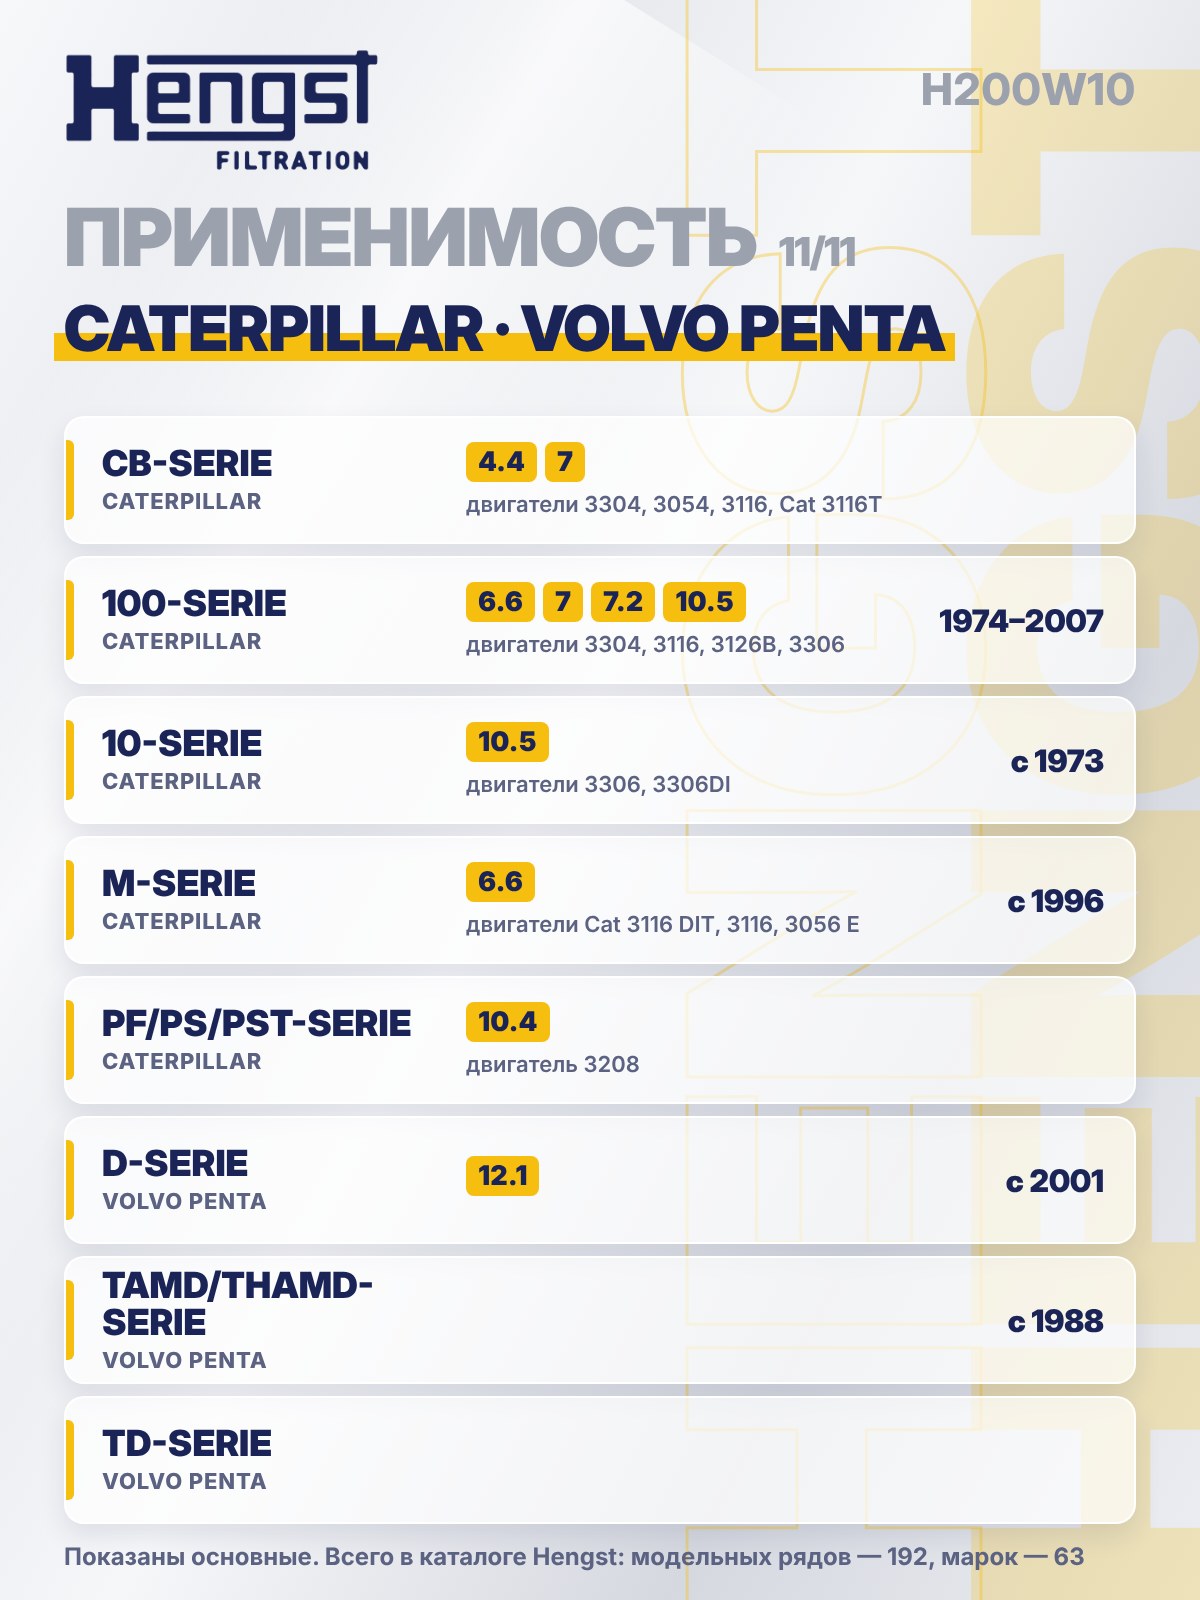 Hengst
FILTRATION
H200W10
ПРИМЕНИМОСТЬ 11/11
CATERPILLAR · VOLVO PENTA
CB-SERIE
CATERPILLAR
4.4 7
двигатели 3304, 3054, 3116, Cat 3116T
100-SERIE
CATERPILLAR
6.6 7 7.2 10.5
двигатели 3304, 3116, 3126B, 3306
1974–2007
10-SERIE
CATERPILLAR
10.5
двигатели 3306, 3306DI
с 1973
M-SERIE
CATERPILLAR
6.6
двигатели Cat 3116 DIT, 3116, 3056 E
с 1996
PF/PS/PST-SERIE
CATERPILLAR
10.4
двигатель 3208
D-SERIE
VOLVO PENTA
12.1
с 2001
TAMD/THAMD-
SERIE
VOLVO PENTA
с 1988
TD-SERIE
VOLVO PENTA
Показаны основные. Всего в каталоге Hengst: модельных рядов — 192, марок — 63
HENGST
HENGST